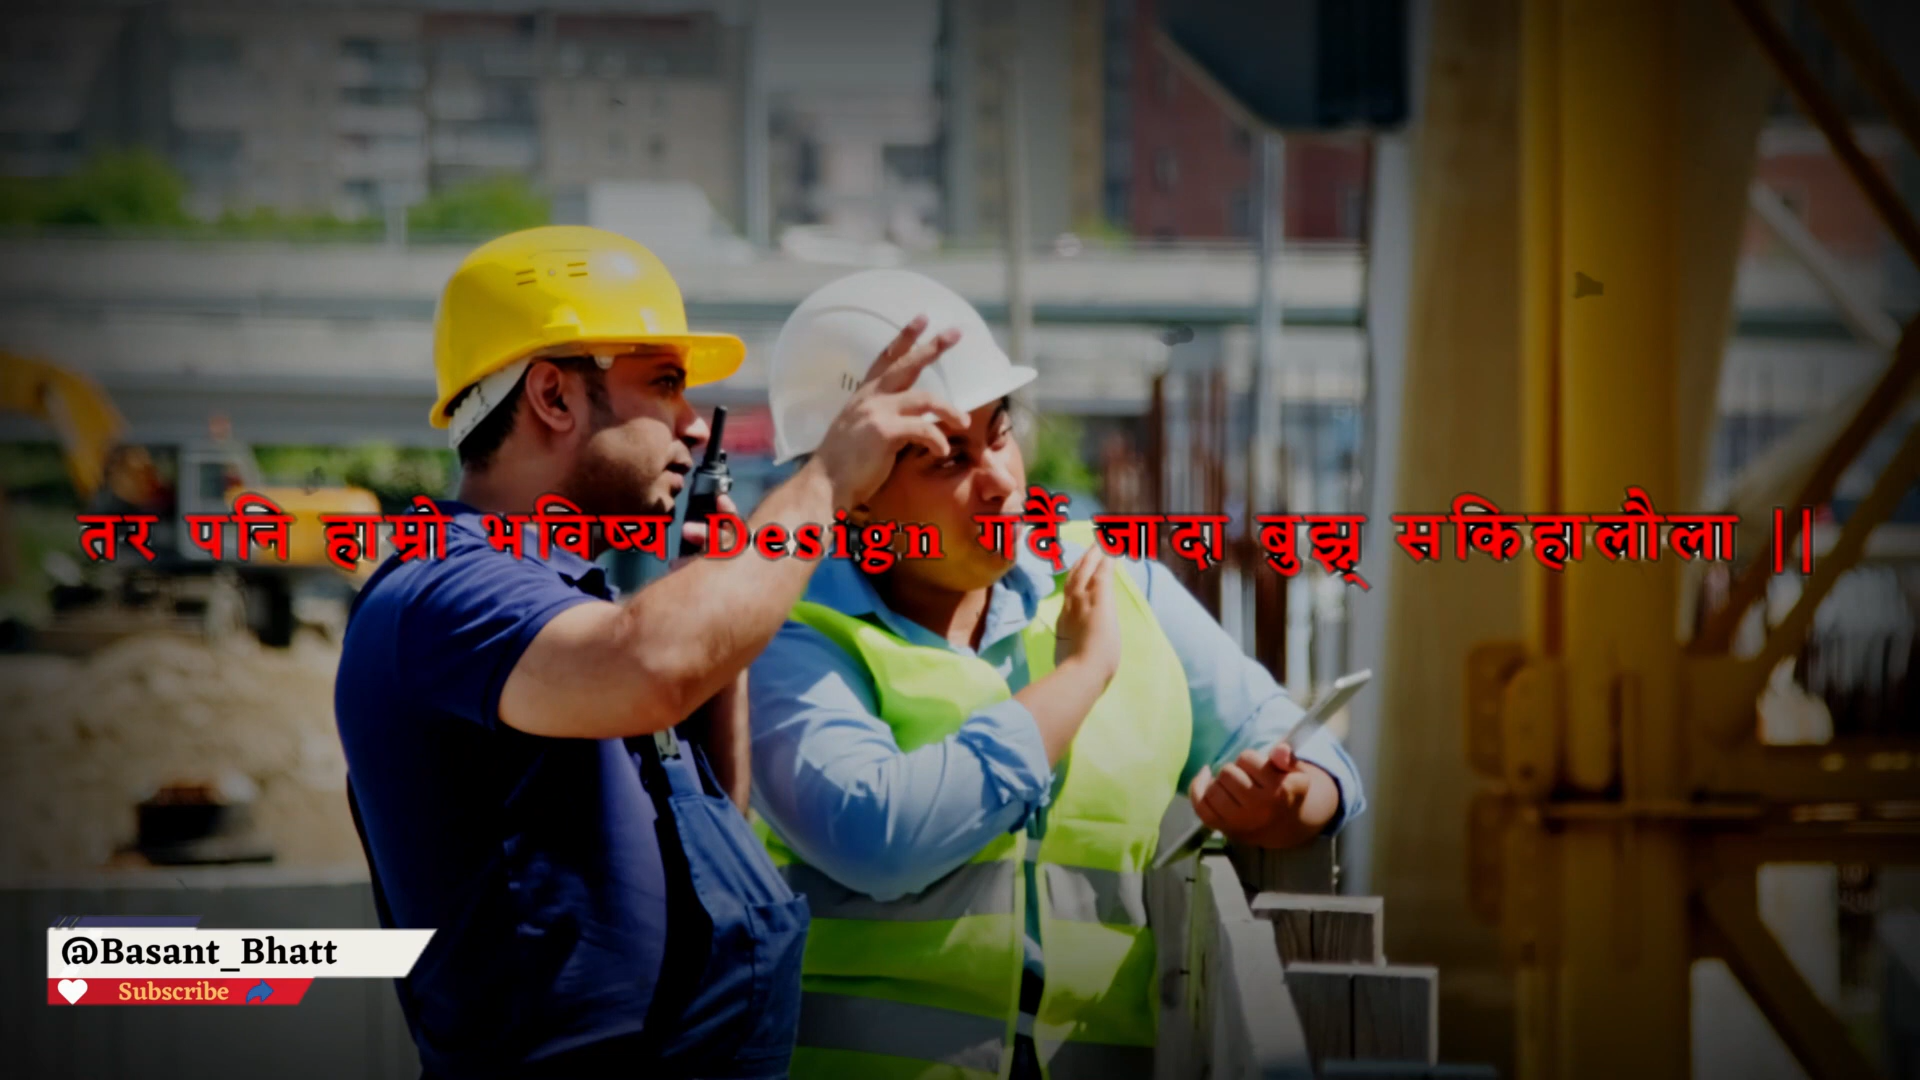 तर पनि हाम्रो भविष्य Design गर्दै जादा बुझ्न् सकिहालौला ||
@Basant_Bhatt
Subscribe